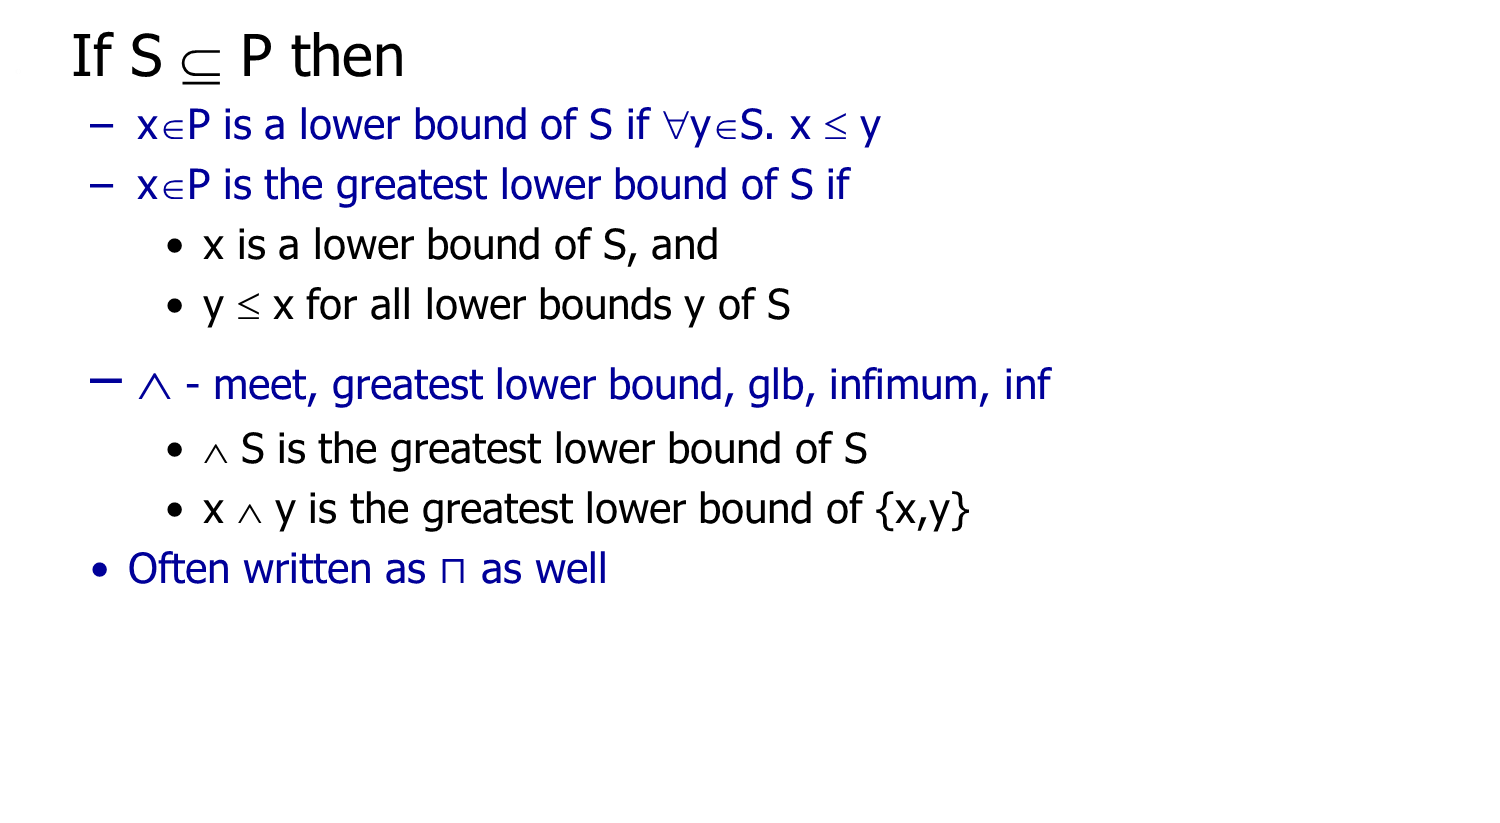 If S ⊆ P then
– x∈P is a lower bound of S if ∀y∈S. x ≤ y
– x∈P is the greatest lower bound of S if
• x is a lower bound of S, and
• y ≤ x for all lower bounds y of S
– ∧ - meet, greatest lower bound, glb, infimum, inf
• ∧ S is the greatest lower bound of S
• x ∧ y is the greatest lower bound of {x,y}
• Often written as ⊓ as well